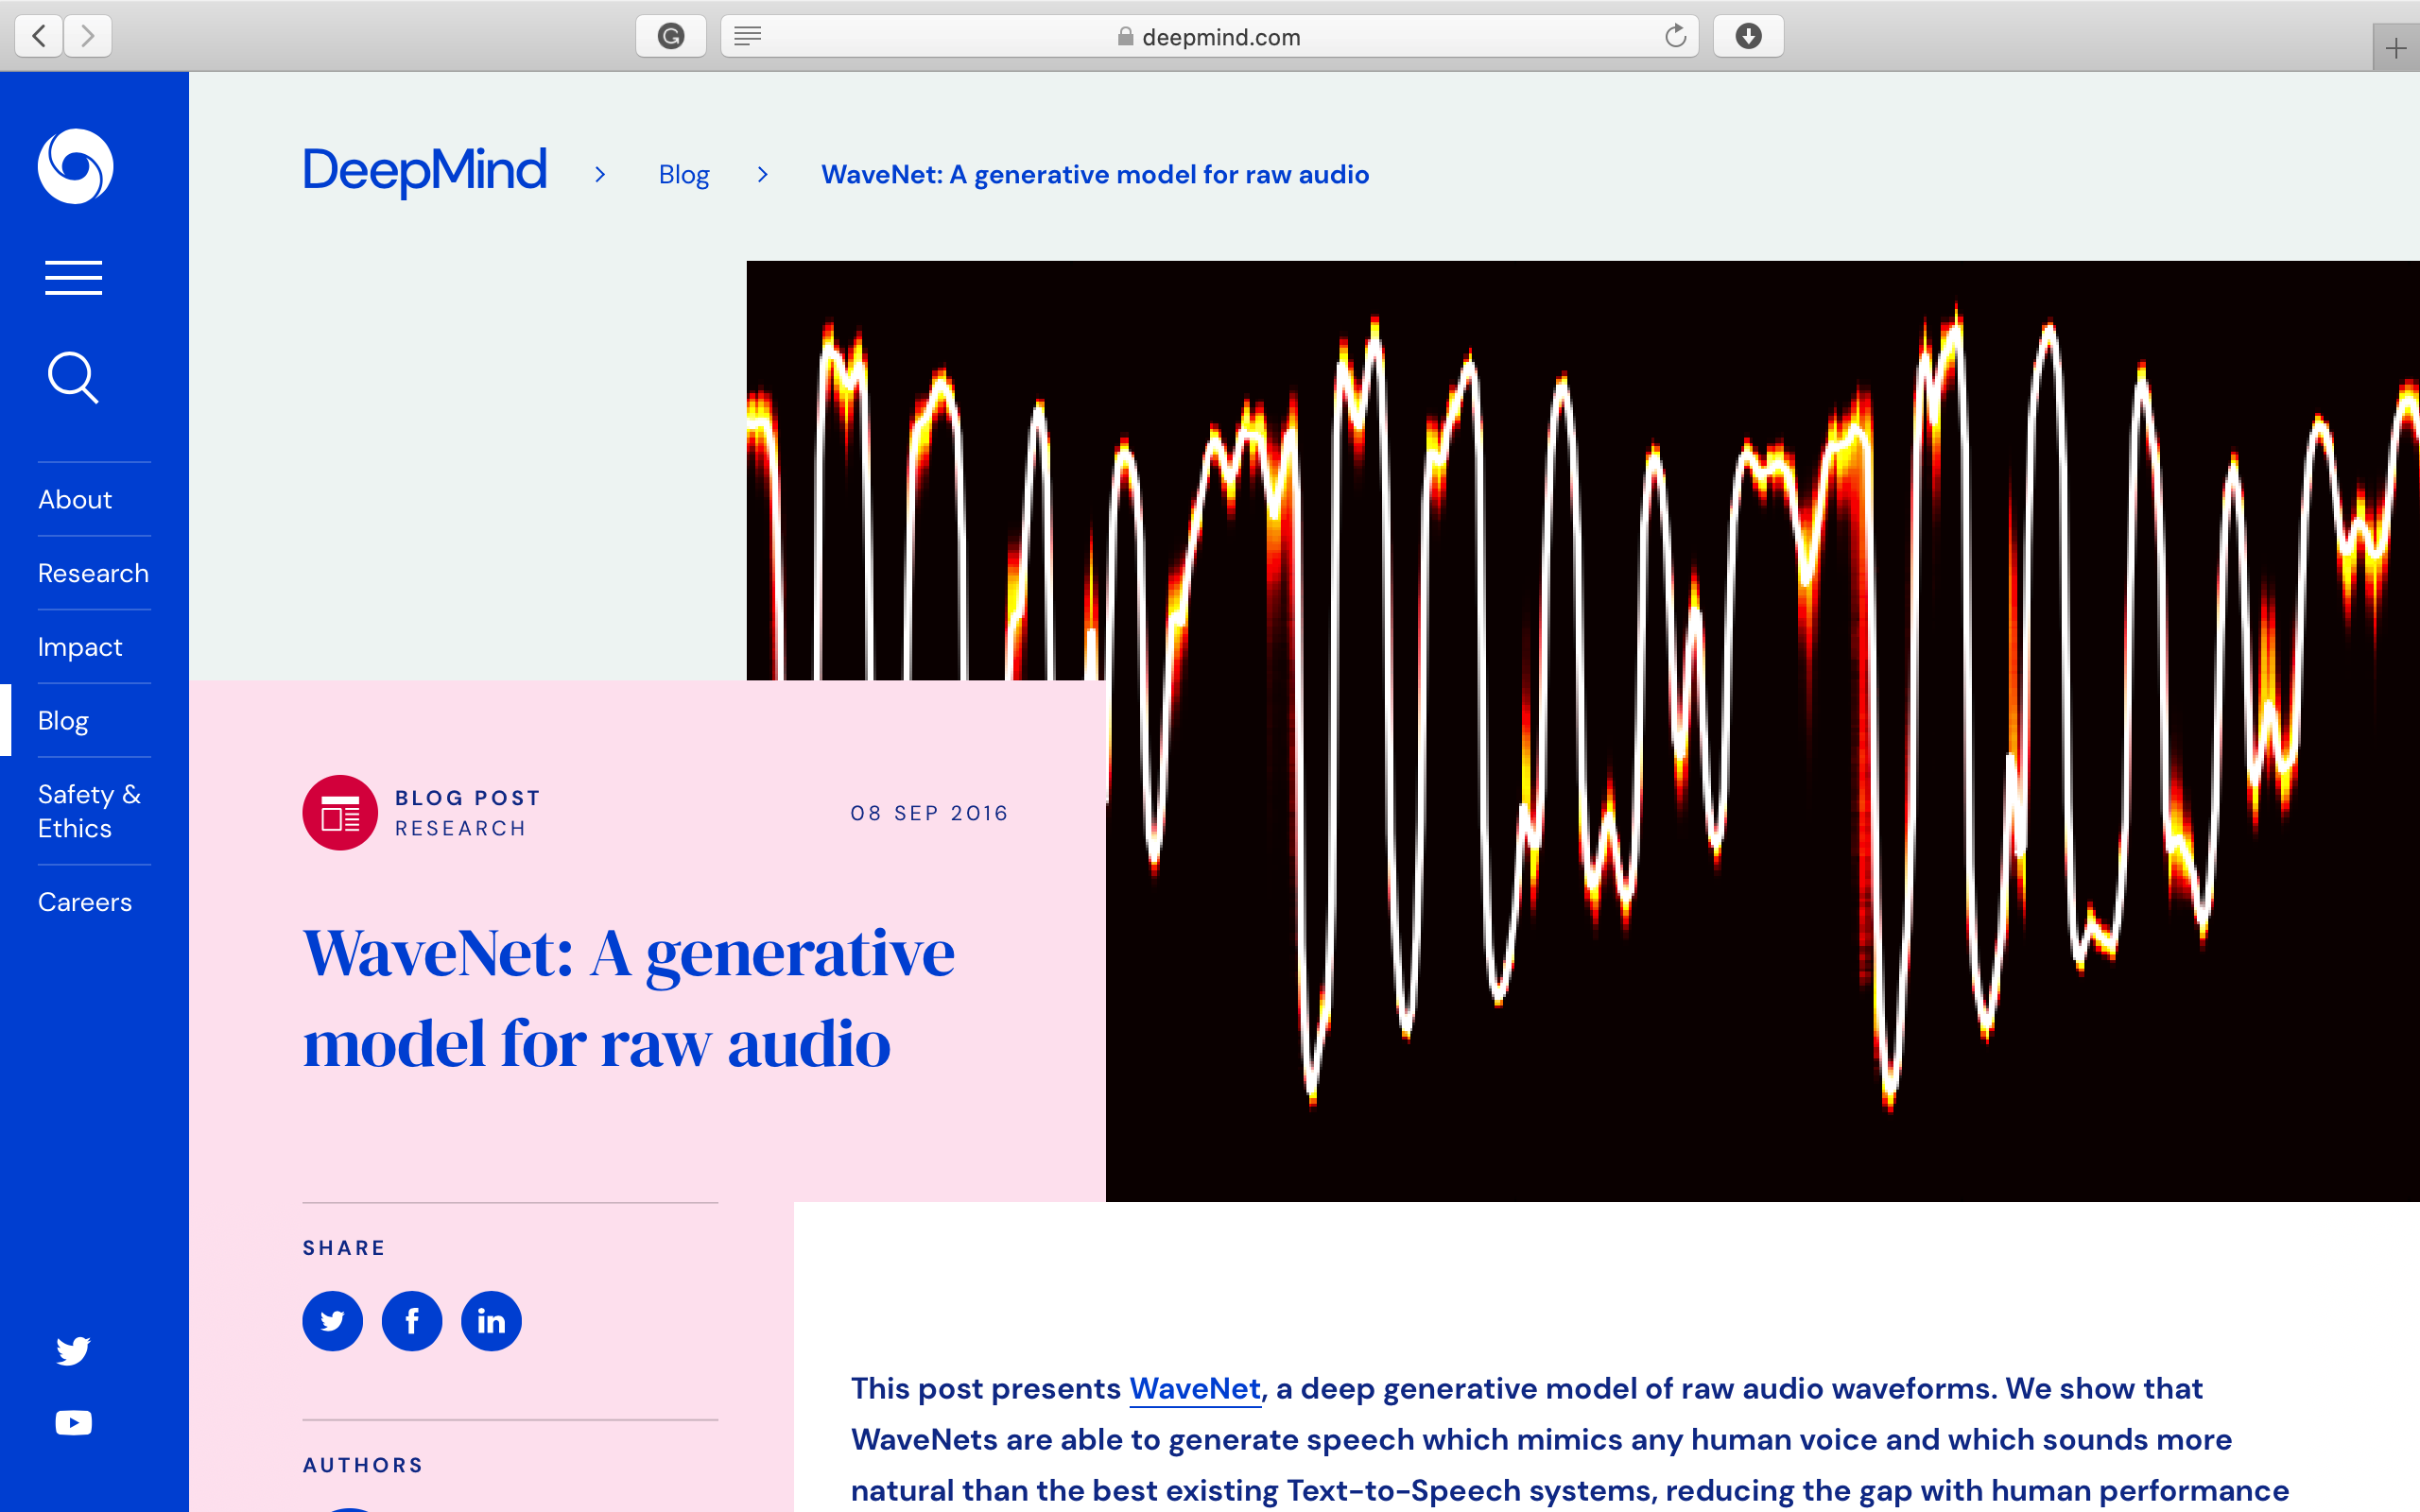 deepmind.com
DeepMind > Blog > WaveNet: A generative model for raw audio
About
Research
Impact
Blog
Safety &
Ethics
Careers
BLOG POST
RESEARCH
08 SEP 2016
WaveNet: A generative
model for raw audio
SHARE
AUTHORS
This post presents WaveNet, a deep generative model of raw audio waveforms. We show that
WaveNets are able to generate speech which mimics any human voice and which sounds more
natural than the best existing Text-to-Speech systems, reducing the gap with human performance